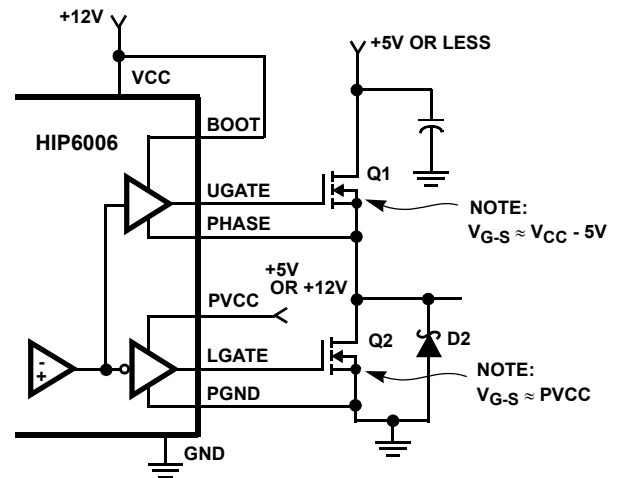 +12V
+5V OR LESS
VCC
BOOT
HIP6006
Q1
UGATE
NOTE:
V_G-S ≈ V_CC - 5V
PHASE
+5V
OR +12V
PVCC
Q2
D2
LGATE
NOTE:
V_G-S ≈ PVCC
-
+
PGND
GND